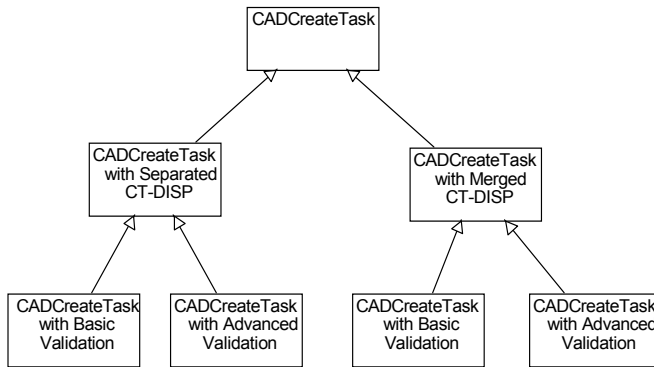 CADCreateTask
CADCreateTask
with Separated
CT-DISP
CADCreateTask
with Merged
CT-DISP
CADCreateTask
with Basic
Validation
CADCreateTask
with Advanced
Validation
CADCreateTask
with Basic
Validation
CADCreateTask
with Advanced
Validation